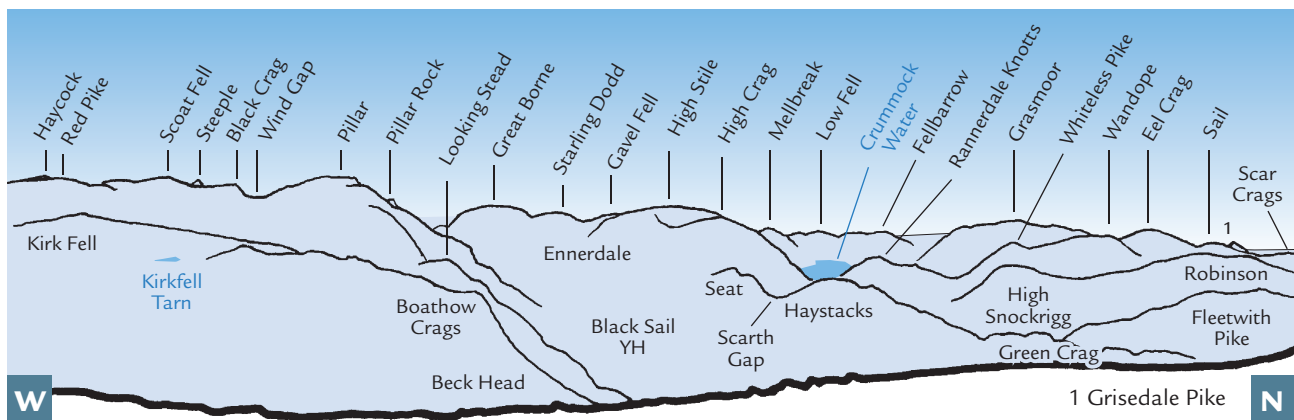 Haycock
Red Pike
Scoat Fell
Steeple
Black Crag
Wind Gap
Pillar
Pillar Rock
Looking Stead
Great Borne
Starling Dodd
Gavel Fell
High Stile
High Crag
Mellbreak
Low Fell
Crummock
Water
Fellbarrow
Rannerdale Knotts
Grasmoor
Whiteless Pike
Wandope
Eel Crag
Sail
Scar
Crags
1
Kirk Fell
Kirkfell
Tarn
Ennerdale
Boathow
Crags
Beck Head
Black Sail
YH
Seat
Scarth
Gap
Haystacks
High
Snockrigg
Green Crag
Robinson
Fleetwith
Pike
W
1 Grisedale Pike
N